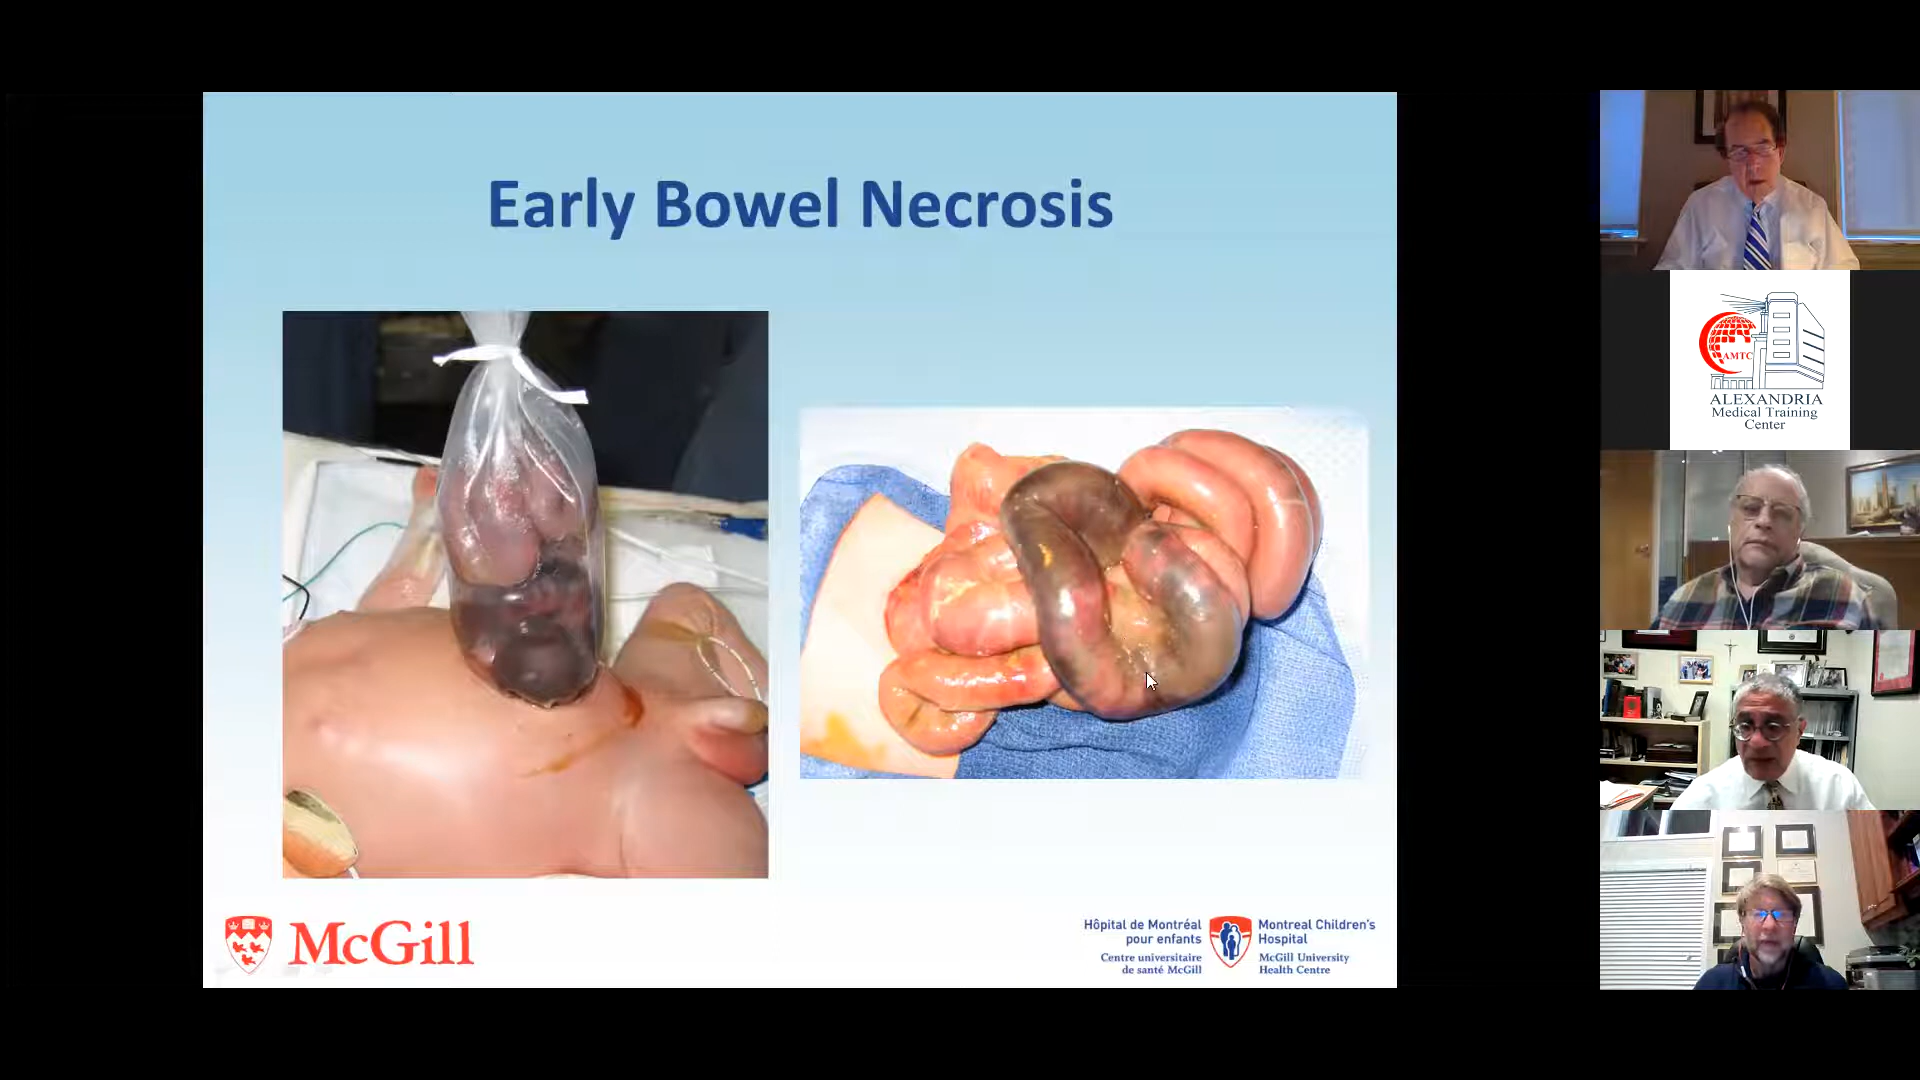 Early Bowel Necrosis
McGill
Hôpital de Montréal
pour enfants
Centre universitaire
de santé McGill
Montreal Children's
Hospital
McGill University
Health Centre
AMTC
ALEXANDRIA
Medical Training
Center